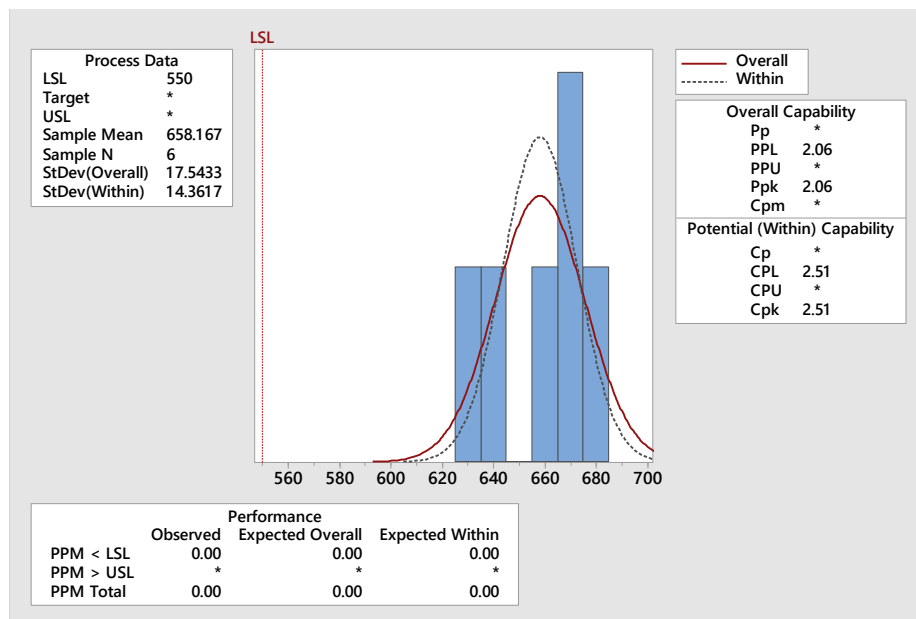 LSL
Process Data
LSL 550
Target *
USL *
Sample Mean 658.167
Sample N 6
StDev(Overall) 17.5433
StDev(Within) 14.3617
Overall
Within
Overall Capability
Pp *
PPL 2.06
PPU *
Ppk 2.06
Cpm *
Potential (Within) Capability
Cp *
CPL 2.51
CPU *
Cpk 2.51
560 580 600 620 640 660 680 700
Performance
Observed Expected Overall Expected Within
PPM < LSL 0.00 0.00 0.00
PPM > USL * * *
PPM Total 0.00 0.00 0.00